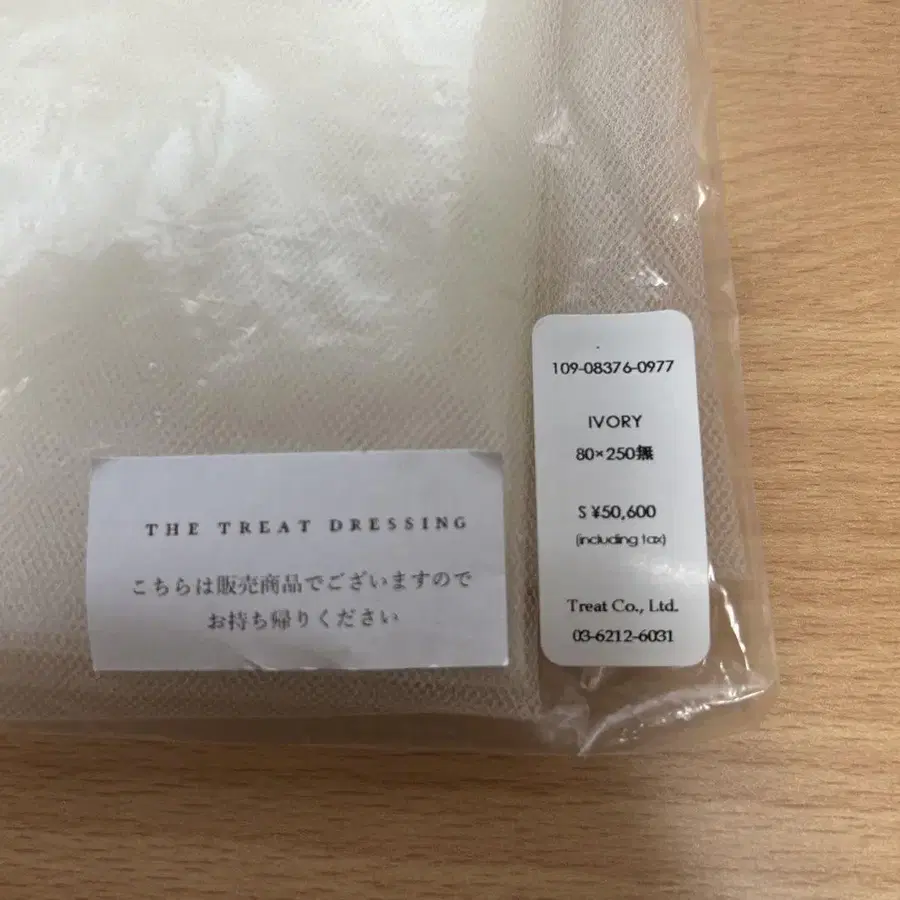 THE TREAT DRESSING
こちらは販売商品でございますので
お持ち帰りください
109-08376-0977
IVORY
80×250無
S ¥50,600
(including tax)
Treat Co., Ltd.
03-6212-6031